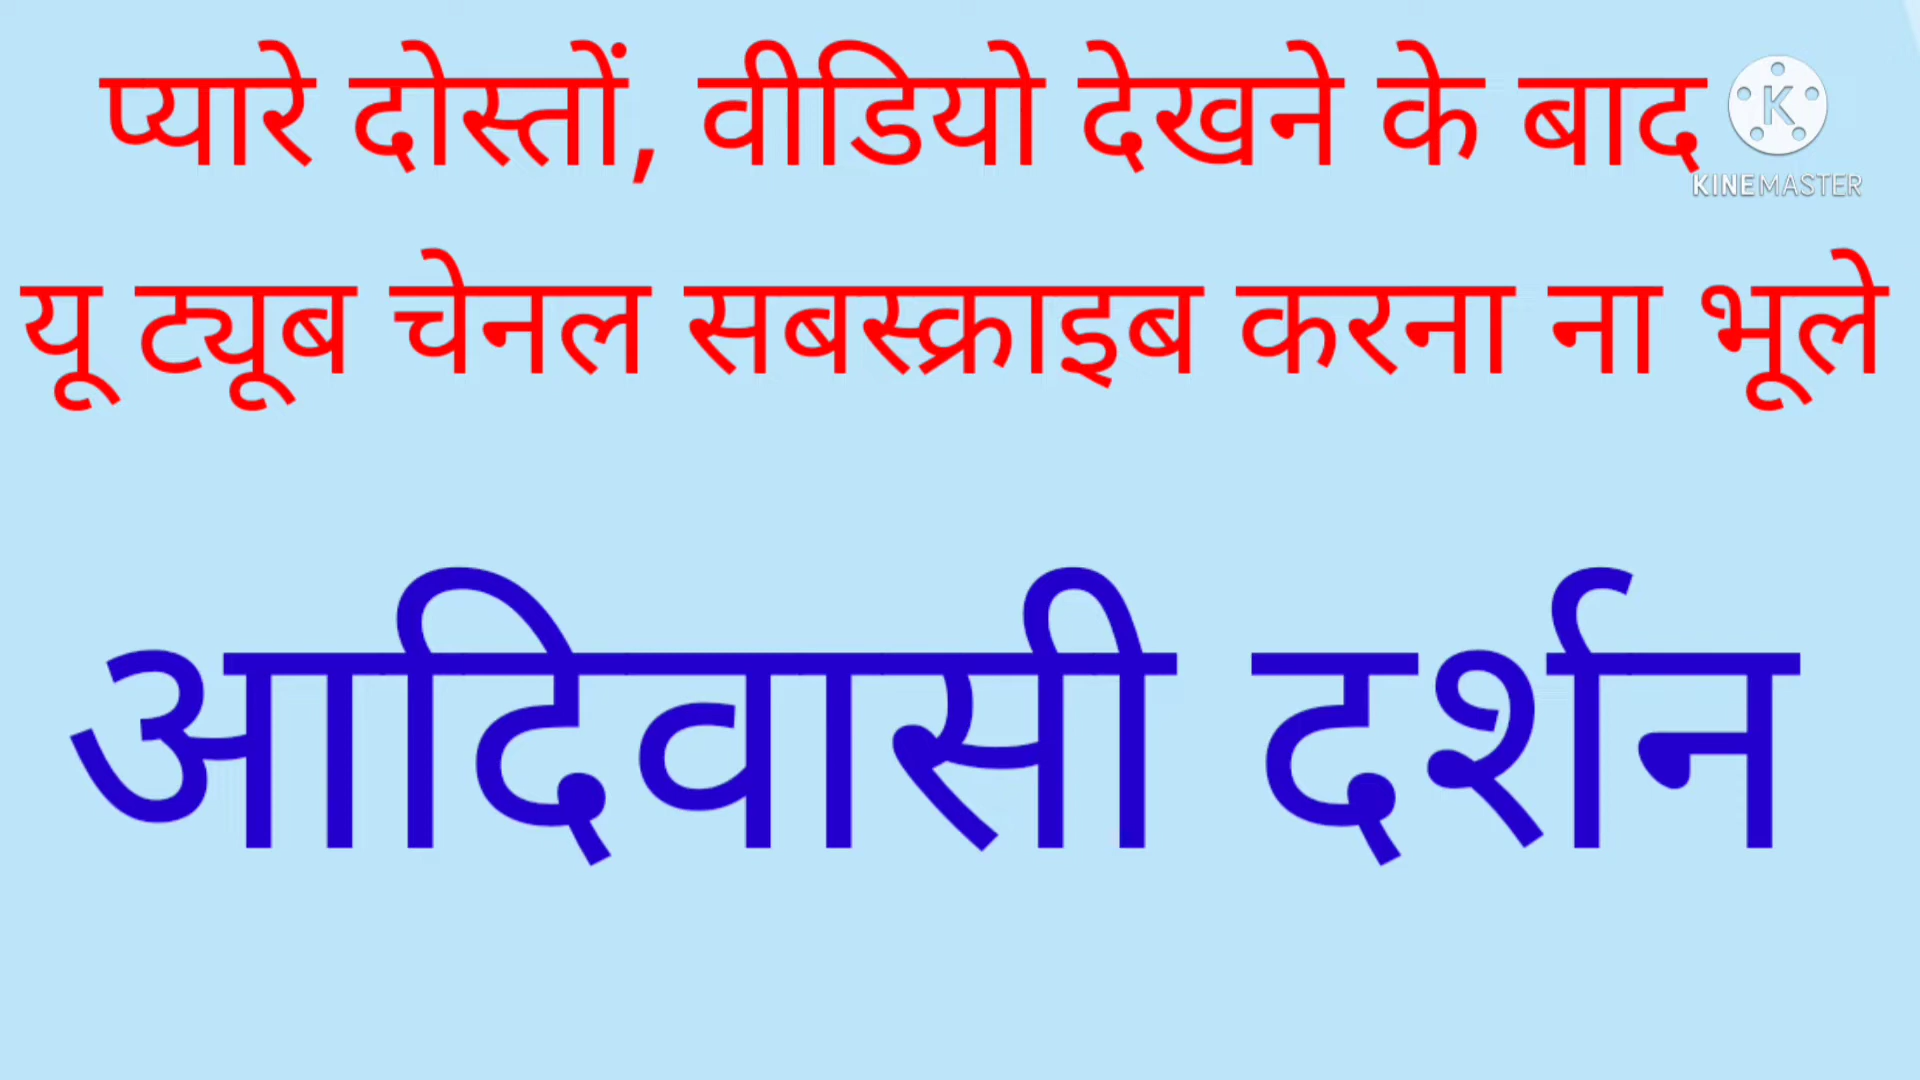 प्यारे दोस्तों, वीडियो देखने के बाद
K
KINEMASTER
यू ट्यूब चेनल सबस्क्राइब करना ना भूले
आदिवासी दर्शन